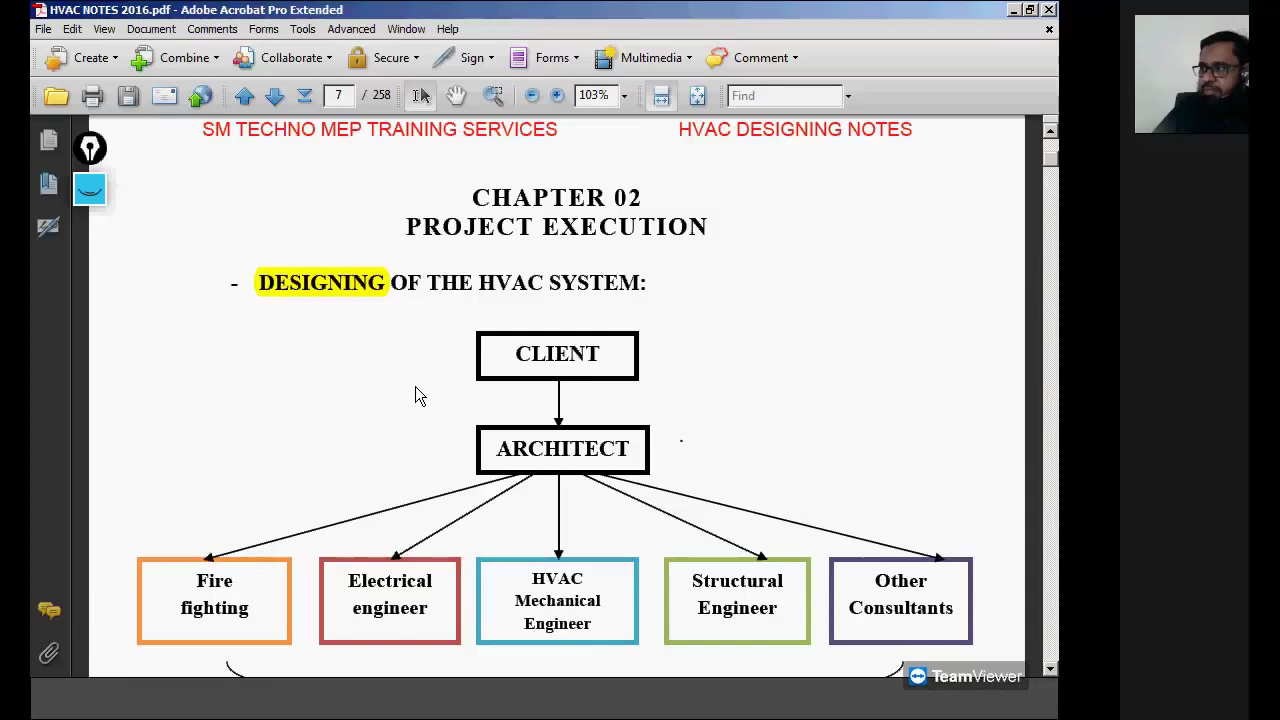 HVAC NOTES 2016.pdf - Adobe Acrobat Pro Extended
File Edit View Document Comments Forms Tools Advanced Window Help
Create Combine Collaborate Secure Sign Forms Multimedia Comment
7 / 258 103% Find
SM TECHNO MEP TRAINING SERVICES HVAC DESIGNING NOTES
CHAPTER 02
PROJECT EXECUTION
- DESIGNING OF THE HVAC SYSTEM:
CLIENT
ARCHITECT
Fire
fighting
Electrical
engineer
HVAC
Mechanical
Engineer
Structural
Engineer
Other
Consultants
TeamViewer